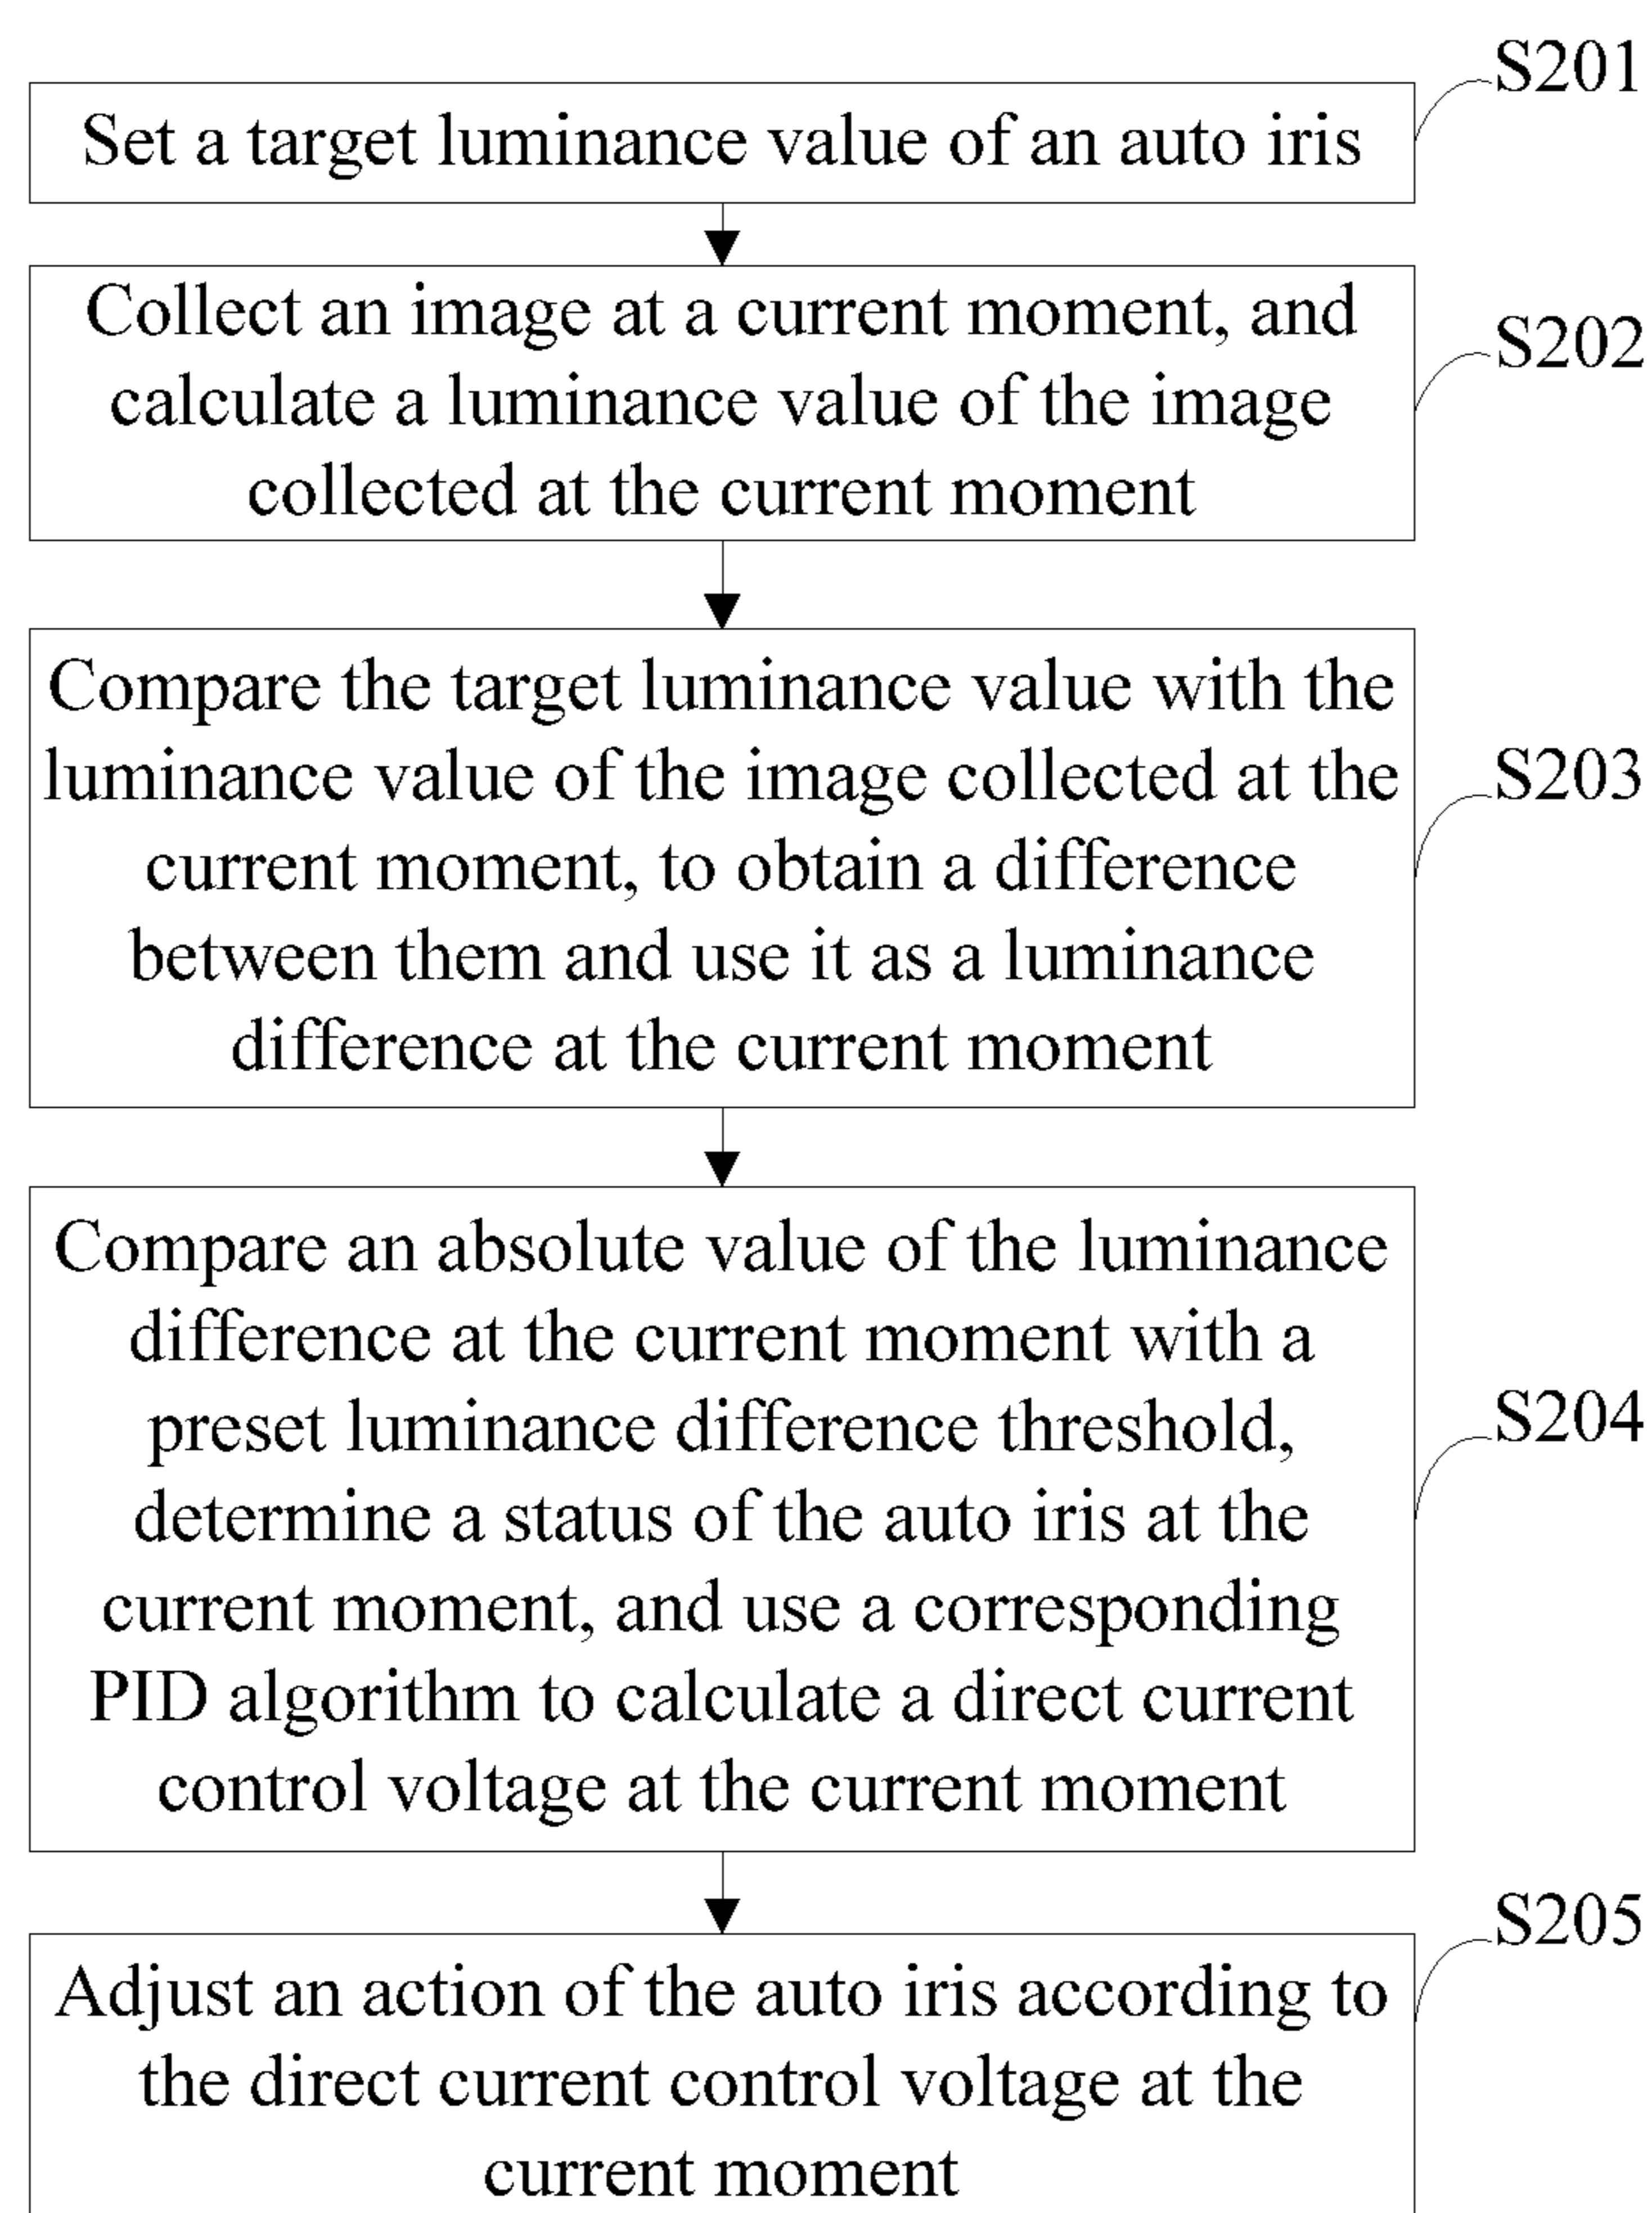 S201
Set a target luminance value of an auto iris
Collect an image at a current moment, and
calculate a luminance value of the image
collected at the current moment
S202
Compare the target luminance value with the
luminance value of the image collected at the
current moment, to obtain a difference
between them and use it as a luminance
difference at the current moment
S203
Compare an absolute value of the luminance
difference at the current moment with a
preset luminance difference threshold,
determine a status of the auto iris at the
current moment, and use a corresponding
PID algorithm to calculate a direct current
control voltage at the current moment
S204
Adjust an action of the auto iris according to
the direct current control voltage at the
current moment
S205